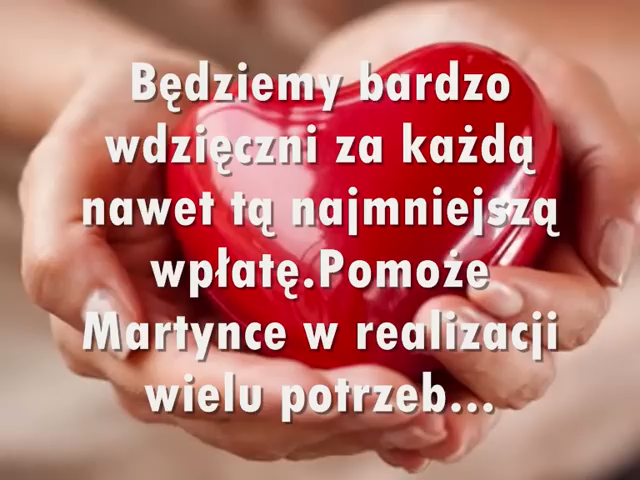 Będziemy bardzo
wdzięczni za każdą
nawet tą najmniejszą
wpłatę.Pomoże
Martynce w realizacji
wielu potrzeb...